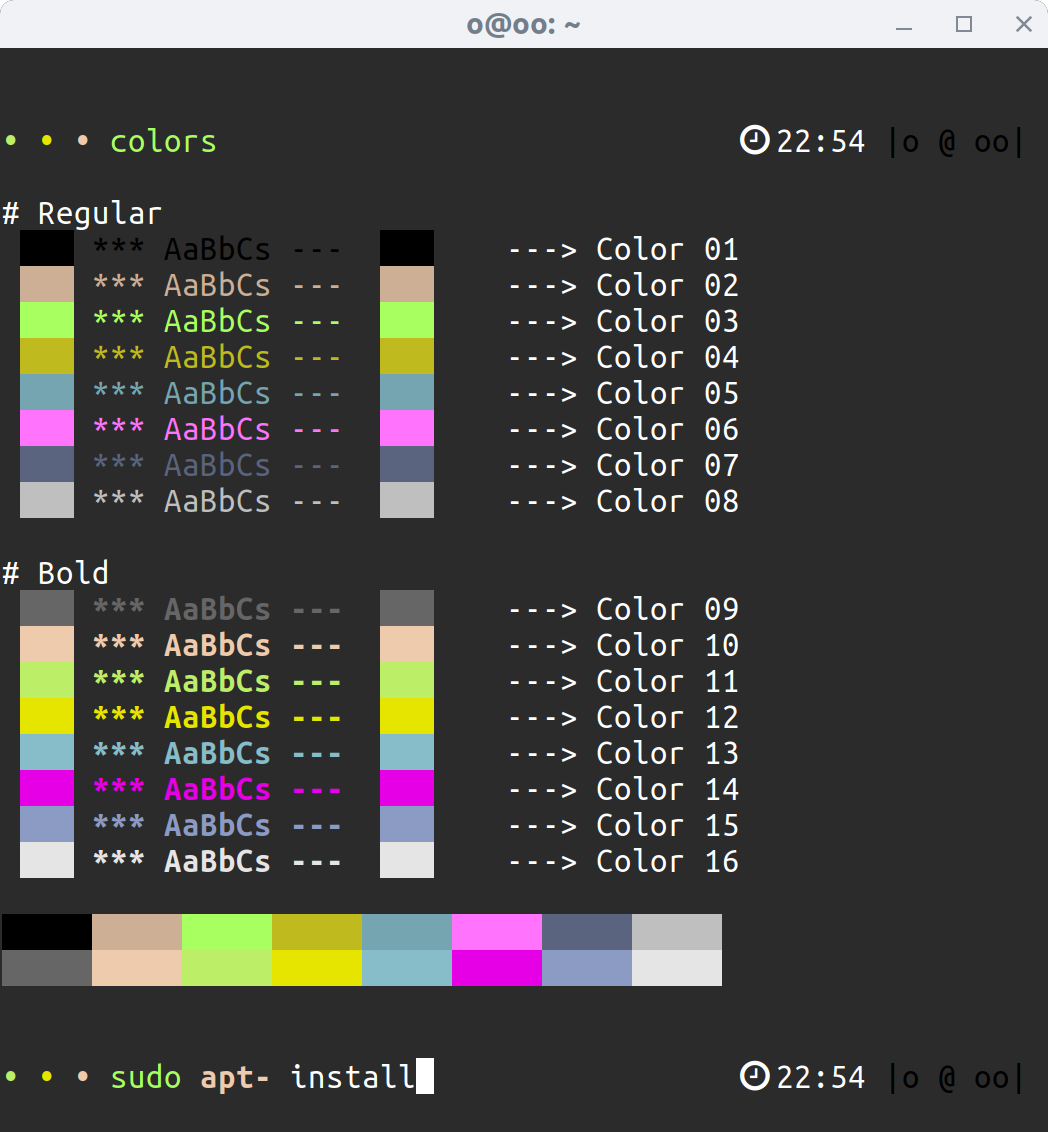 o@oo: ~
• • • colors 22:54 |o @ oo|
# Regular
*** AaBbCs --- ---> Color 01
*** AaBbCs --- ---> Color 02
*** AaBbCs --- ---> Color 03
*** AaBbCs --- ---> Color 04
*** AaBbCs --- ---> Color 05
*** AaBbCs --- ---> Color 06
*** AaBbCs --- ---> Color 07
*** AaBbCs --- ---> Color 08
# Bold
*** AaBbCs --- ---> Color 09
*** AaBbCs --- ---> Color 10
*** AaBbCs --- ---> Color 11
*** AaBbCs --- ---> Color 12
*** AaBbCs --- ---> Color 13
*** AaBbCs --- ---> Color 14
*** AaBbCs --- ---> Color 15
*** AaBbCs --- ---> Color 16
• • • sudo apt- install 22:54 |o @ oo|